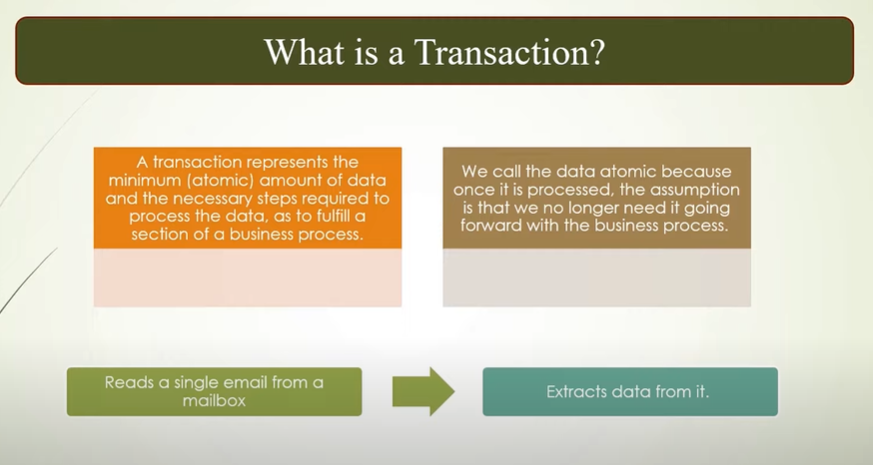 What is a Transaction?
A transaction represents the
minimum (atomic) amount of data
and the necessary steps required to
process the data, as to fulfill a
section of a business process.
We call the data atomic because
once it is processed, the assumption
is that we no longer need it going
forward with the business process.
Reads a single email from a
mailbox
Extracts data from it.